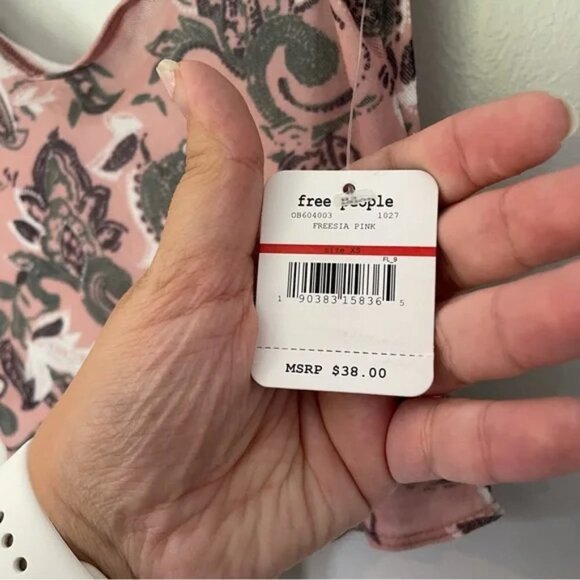 free people
OB604003 1027
FREESIA PINK
size XS
FL_9
1 90383 15836 5
MSRP $38.00